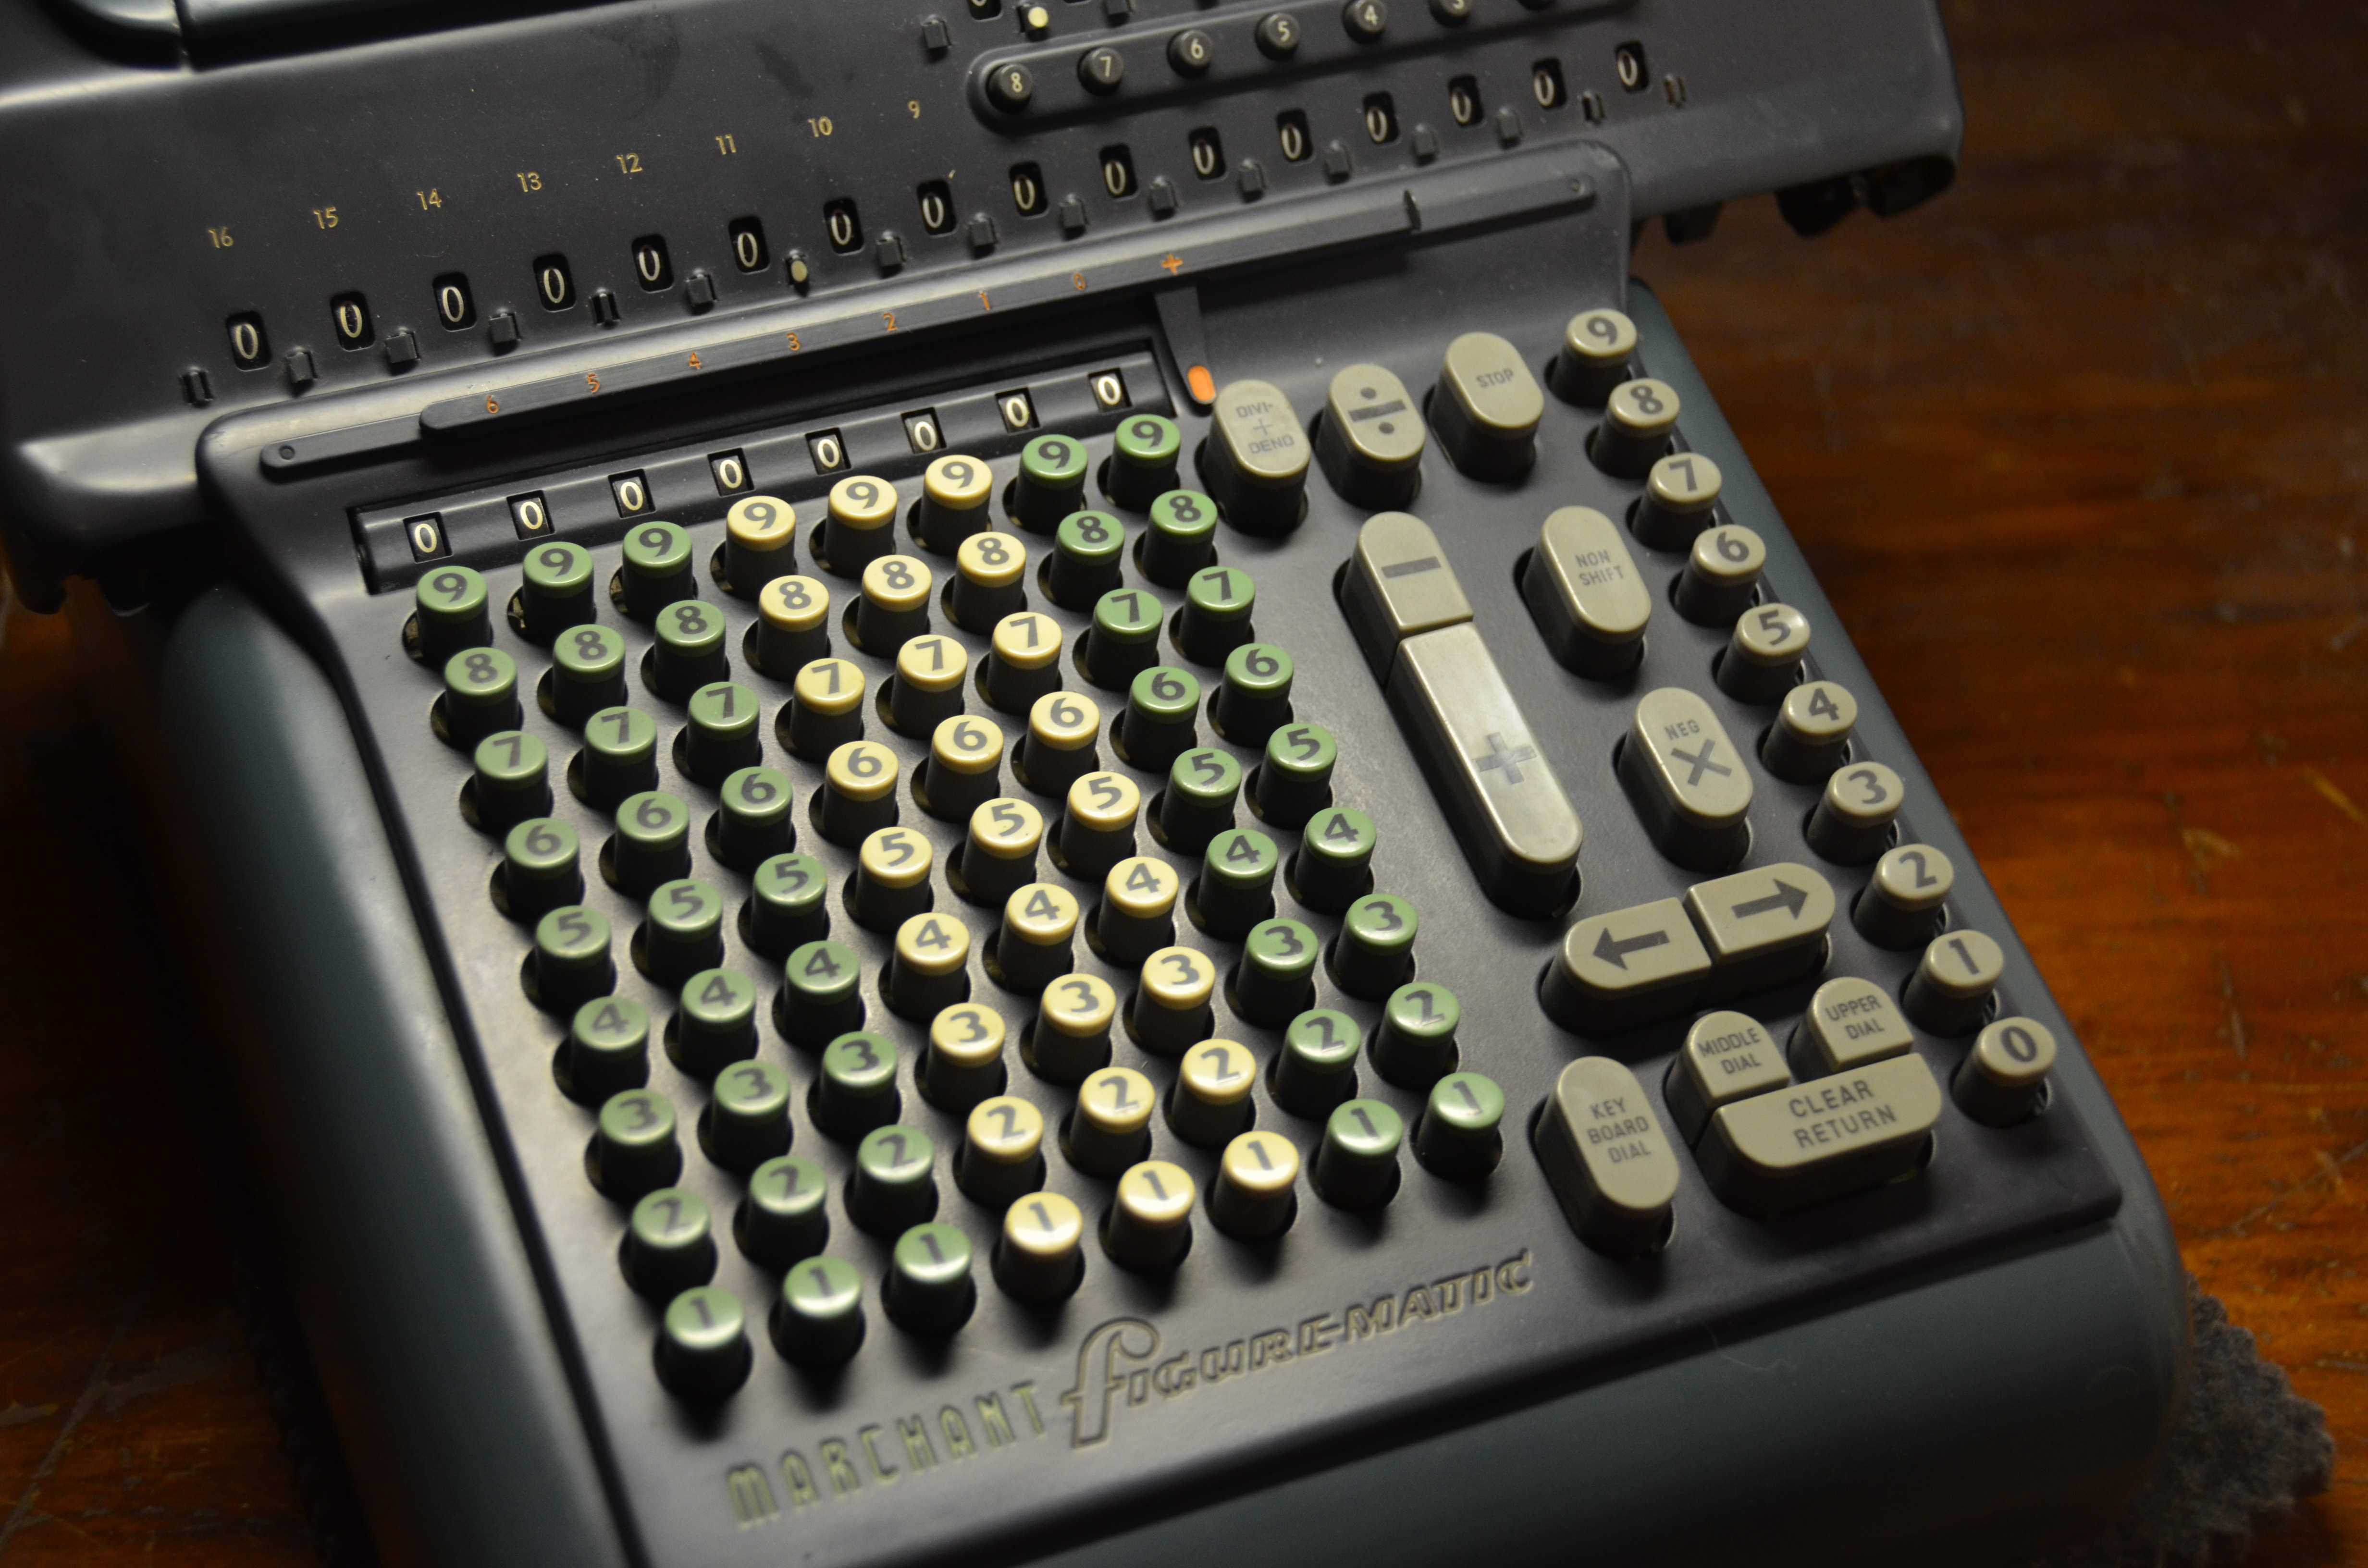 8 7 6 5 4 3
16 15 14 13 12 11 10 9
0 0 0 0 0 0 0 0 0 0 0 0 0 0 0 0
6 5 4 3 2 1 0 +
0 0 0 0 0 0 0 0
9 9 9 9 9 9 9 9
8 8 8 8 8 8 8 8
7 7 7 7 7 7 7 7
6 6 6 6 6 6 6 6
5 5 5 5 5 5 5 5
4 4 4 4 4 4 4 4
3 3 3 3 3 3 3 3
2 2 2 2 2 2 2 2
1 1 1 1 1 1 1 1
DIVI-
+
DEND
÷
STOP
−
+
NON
SHIFT
NEG
×
← →
MIDDLE
DIAL
UPPER
DIAL
KEY
BOARD
DIAL
CLEAR
RETURN
9
8
7
6
5
4
3
2
1
0
MARCHANT FIGUREMATIC